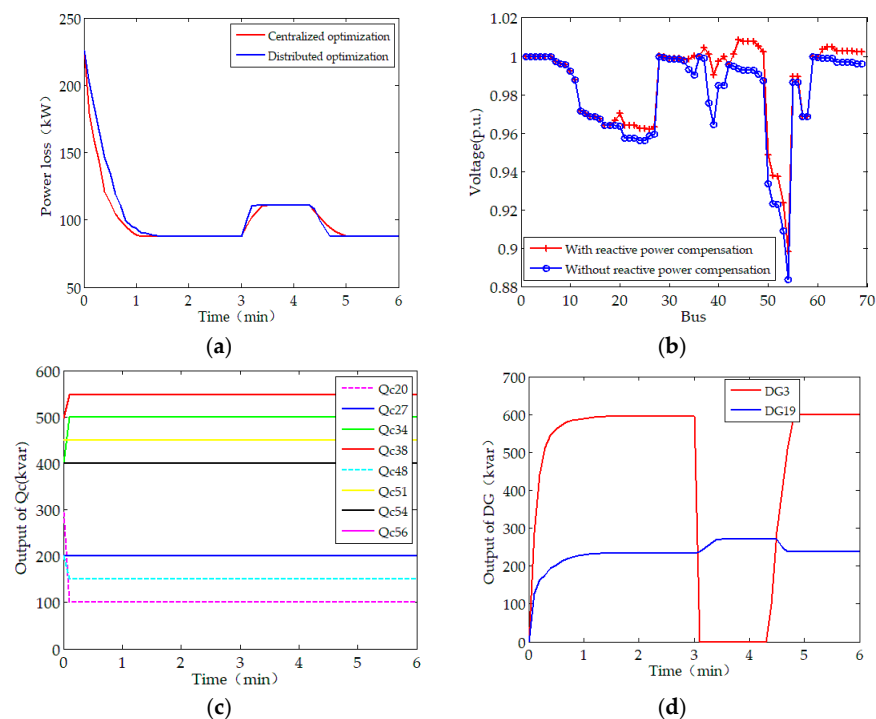 Centralized optimization
Distributed optimization
250
200
150
100
50
0 1 2 3 4 5 6
Power loss（kW）
Time（min）
(a)
1.02
1
0.98
0.96
0.94
0.92
0.9
0.88
0 10 20 30 40 50 60 70
Voltage(p.u.)
With reactive power compensation
Without reactive power compensation
Bus
(b)
600
500
400
300
200
100
0
0 1 2 3 4 5 6
Output of Qc(kvar)
Qc20
Qc27
Qc34
Qc38
Qc48
Qc51
Qc54
Qc56
Time（min）
(c)
700
600
500
400
300
200
100
0
0 1 2 3 4 5 6
Output of DG（kvar）
DG3
DG19
Time（min）
(d)